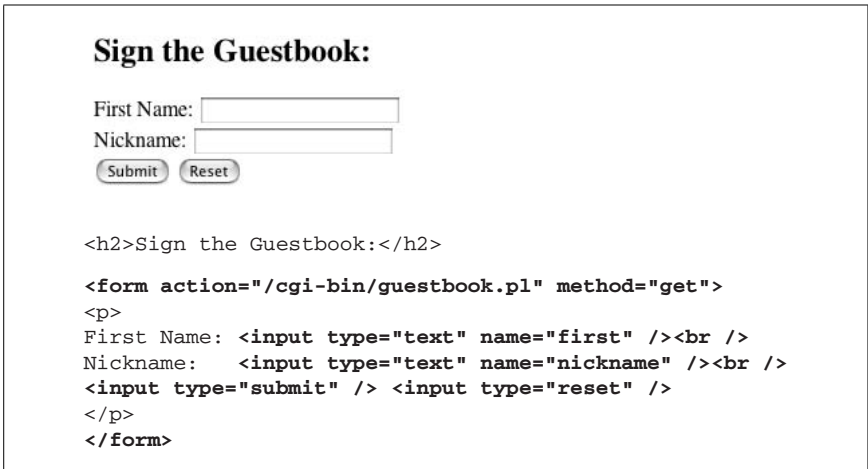 Sign the Guestbook:
First Name:
Nickname:
Submit Reset
<h2>Sign the Guestbook:</h2>
<form action="/cgi-bin/guestbook.pl" method="get">
<p>
First Name: <input type="text" name="first" /><br />
Nickname:   <input type="text" name="nickname" /><br />
<input type="submit" /> <input type="reset" />
</p>
</form>